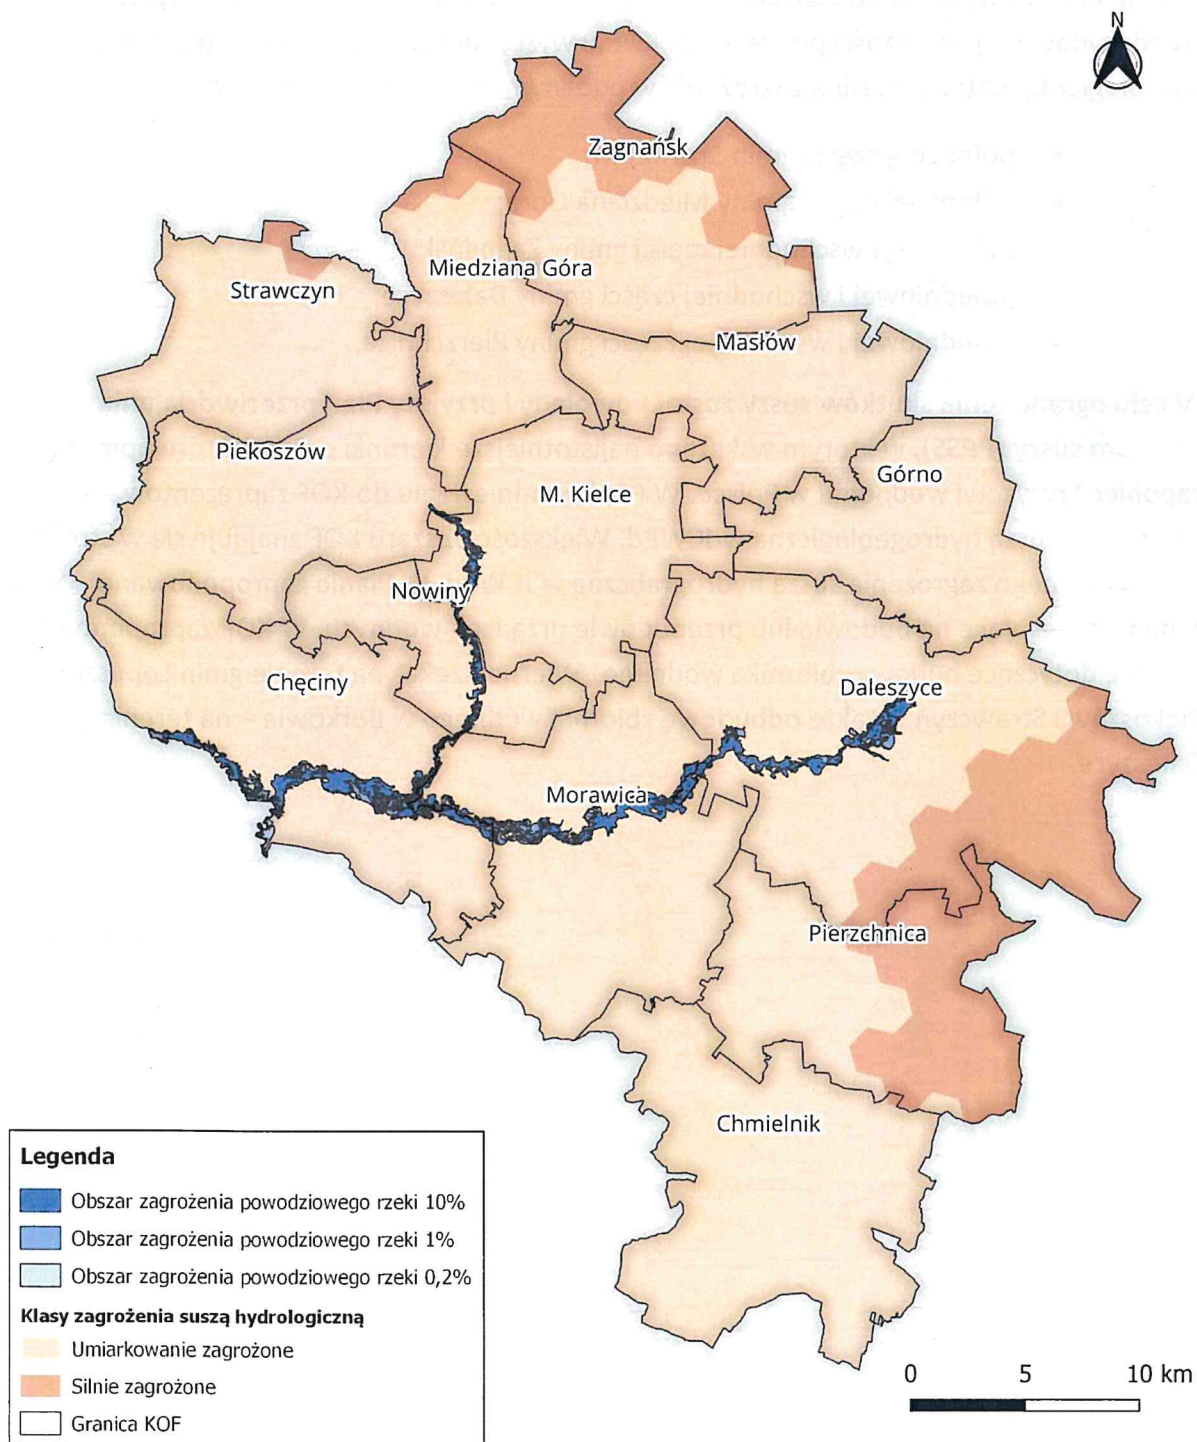 N
Zagnańsk
Miedziana Góra
Strawczyn
Masłów
Piekoszów
Górno
M. Kielce
Nowiny
Chęciny
Daleszyce
Morawica
Pierzchnica
Chmielnik
Legenda
Obszar zagrożenia powodziowego rzeki 10%
Obszar zagrożenia powodziowego rzeki 1%
Obszar zagrożenia powodziowego rzeki 0,2%
Klasy zagrożenia suszą hydrologiczną
Umiarkowanie zagrożone
Silnie zagrożone
Granica KOF
0 5 10 km